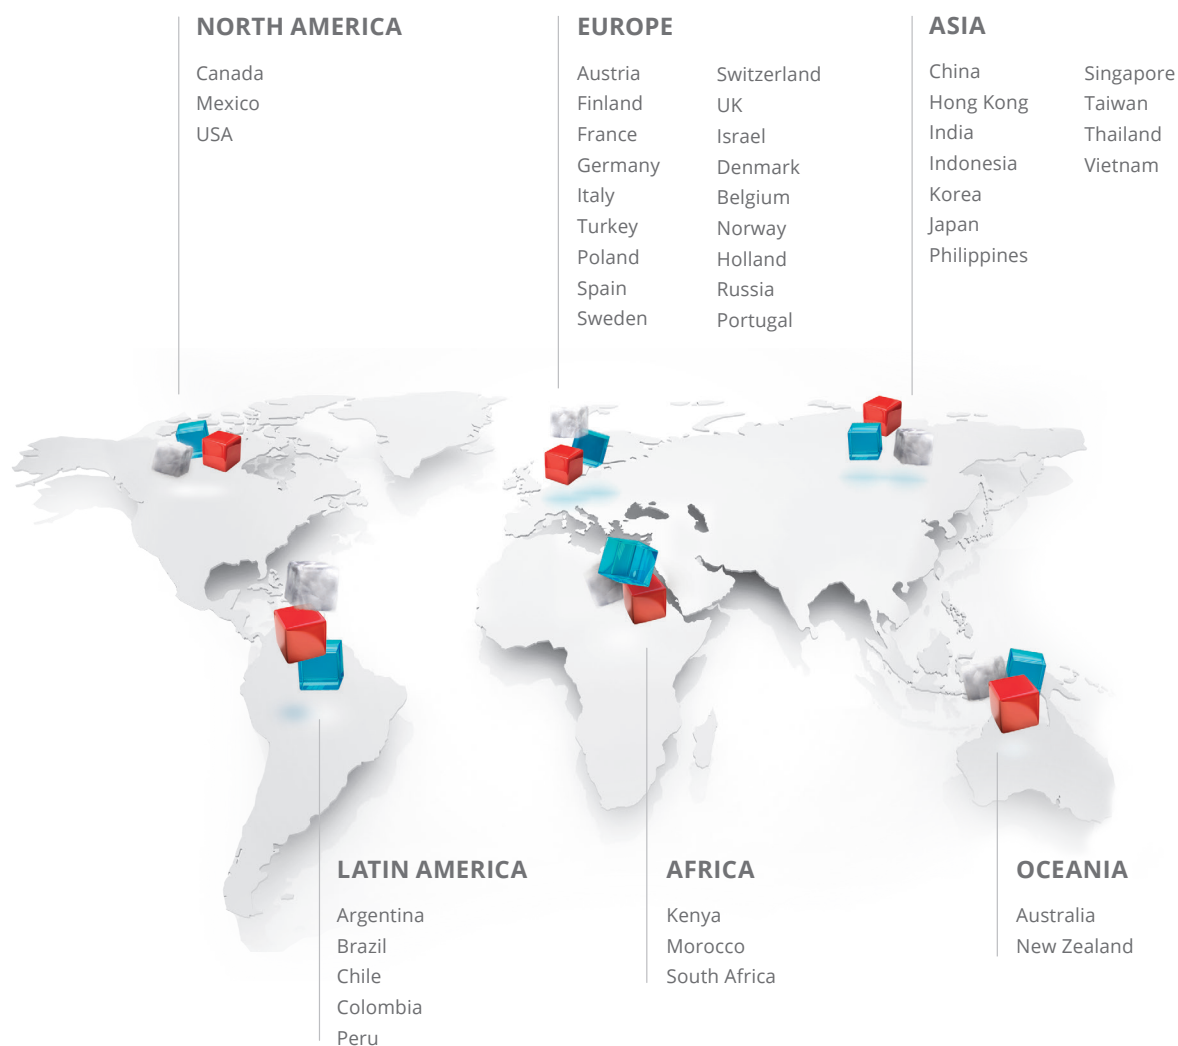 NORTH AMERICA
Canada
Mexico
USA
EUROPE
Austria
Finland
France
Germany
Italy
Turkey
Poland
Spain
Sweden
Switzerland
UK
Israel
Denmark
Belgium
Norway
Holland
Russia
Portugal
ASIA
China
Hong Kong
India
Indonesia
Korea
Japan
Philippines
Singapore
Taiwan
Thailand
Vietnam
LATIN AMERICA
Argentina
Brazil
Chile
Colombia
Peru
AFRICA
Kenya
Morocco
South Africa
OCEANIA
Australia
New Zealand